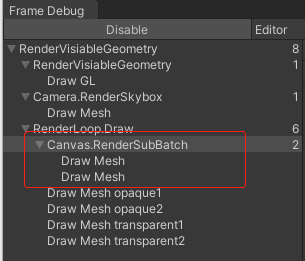 Frame Debug
Disable Editor
RenderVisiableGeometry 8
RenderVisiableGeometry 1
Draw GL
Camera.RenderSkybox 1
Draw Mesh
RenderLoop.Draw 6
Canvas.RenderSubBatch 2
Draw Mesh
Draw Mesh
Draw Mesh opaque1
Draw Mesh opaque2
Draw Mesh transparent1
Draw Mesh transparent2